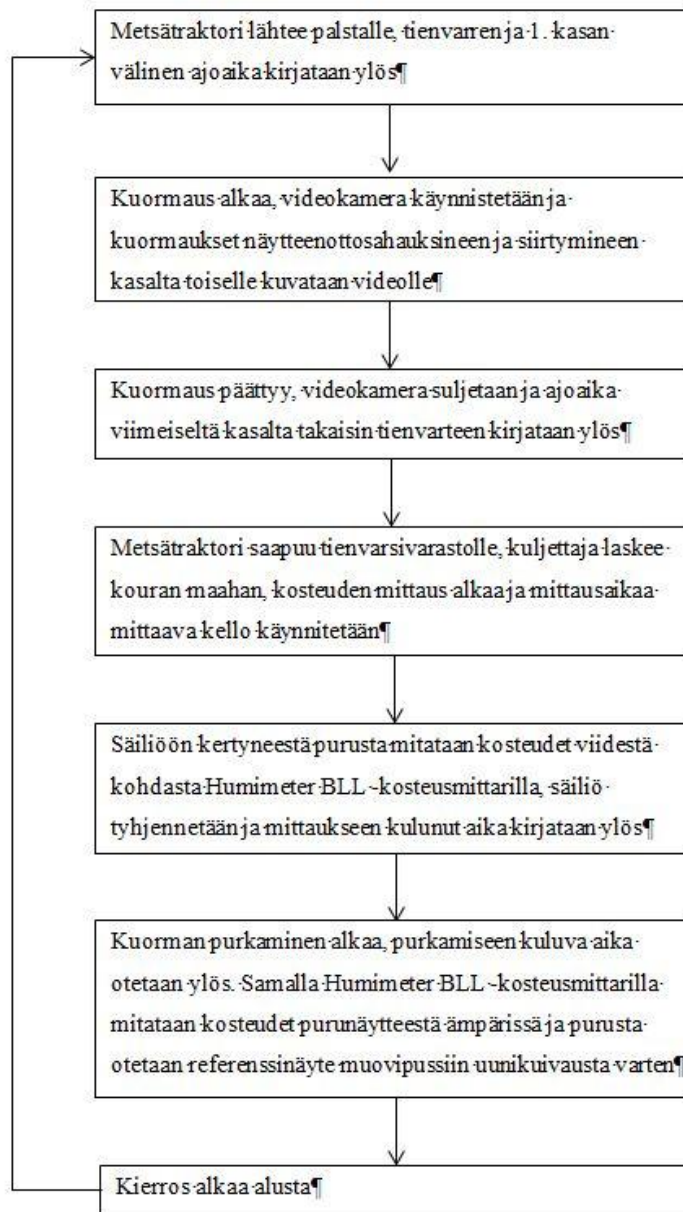 Metsätraktori·lähtee·palstalle,·tienvarren·ja·1.·kasan·
välinen·ajoaika·kirjataan·ylös¶
Kuormaus·alkaa,·videokamera·käynnistetään·ja·
kuormaukset·näytteenottosahauksineen·ja·siirtymineen·
kasalta·toiselle·kuvataan·videolle¶
Kuormaus·päättyy,·videokamera·suljetaan·ja·ajoaika·
viimeiseltä·kasalta·takaisin·tienvarteen·kirjataan·ylös¶
Metsätraktori·saapuu·tienvarsivarastolle,·kuljettaja·laskee·
kouran·maahan,·kosteuden·mittaus·alkaa·ja·mittausaikaa·
mittaava·kello·käynnitetään¶
Säiliöön·kertyneestä·purusta·mitataan·kosteudet·viidestä·
kohdasta·Humimeter·BLL·-kosteusmittarilla,·säiliö·
tyhjennetään·ja·mittaukseen·kulunut·aika·kirjataan·ylös¶
Kuorman·purkaminen·alkaa,·purkamiseen·kuluva·aika·
otetaan·ylös.·Samalla·Humimeter·BLL·-kosteusmittarilla·
mitataan·kosteudet·purunäytteestä·ämpärissä·ja·purusta·
otetaan·referenssinäyte·muovipussiin·uunikuivausta·varten¶
Kierros·alkaa·alusta¶